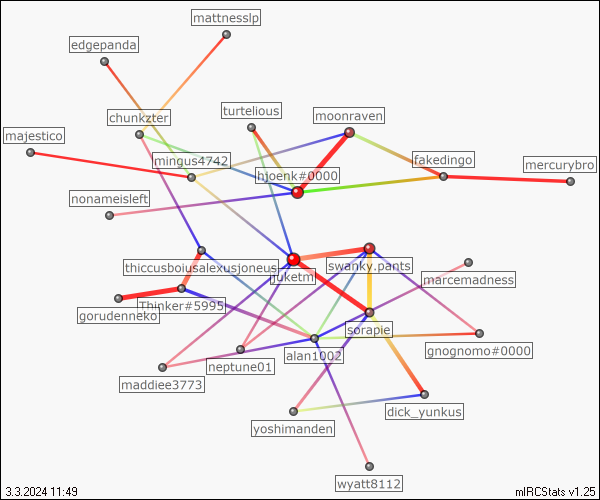 mattnesslp
edgepanda
turtelious
chunkzter
moonraven
majestico
mingus4742
fakedingo
mercurybro
hjoenk#0000
nonameisleft
thiccusboiusalexusjoneus
juketm
swanky.pants
marcemadness
Thinker#5995
gorudenneko
sorapie
alan1002
gnognomo#0000
neptune01
maddiee3773
dick_yunkus
yoshimanden
wyatt8112
3.3.2024 11:49
mIRCStats v1.25